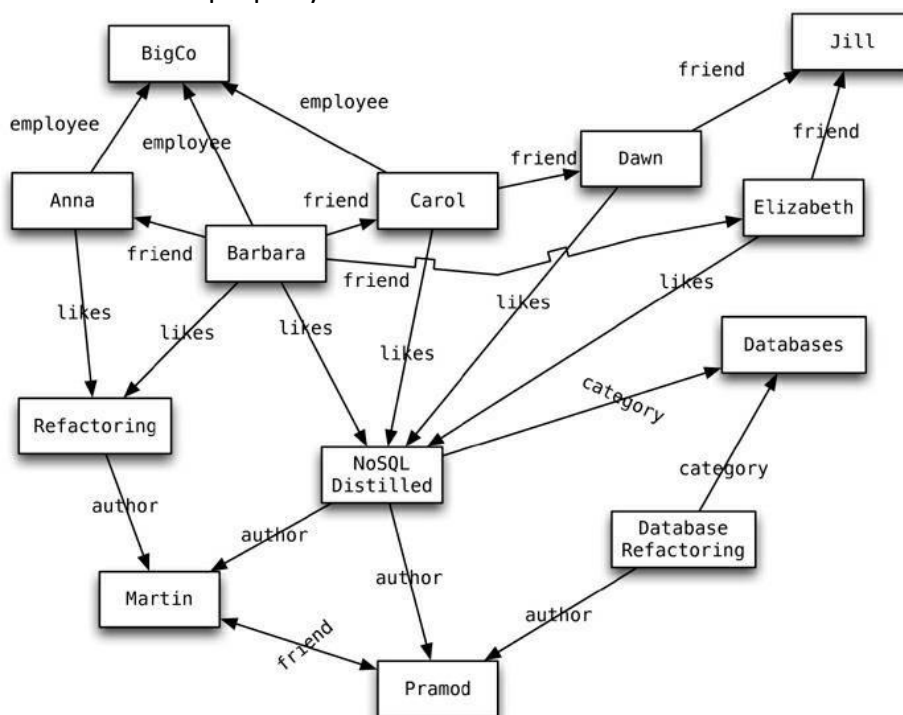 BigCo
Jill
friend
employee
employee
friend
employee
friend
Dawn
Anna
friend
Carol
Elizabeth
friend
Barbara
friend
likes
likes
likes
likes
likes
likes
Databases
category
Refactoring
NoSQL
Distilled
category
author
author
Database
Refactoring
author
Martin
author
friend
Pramod